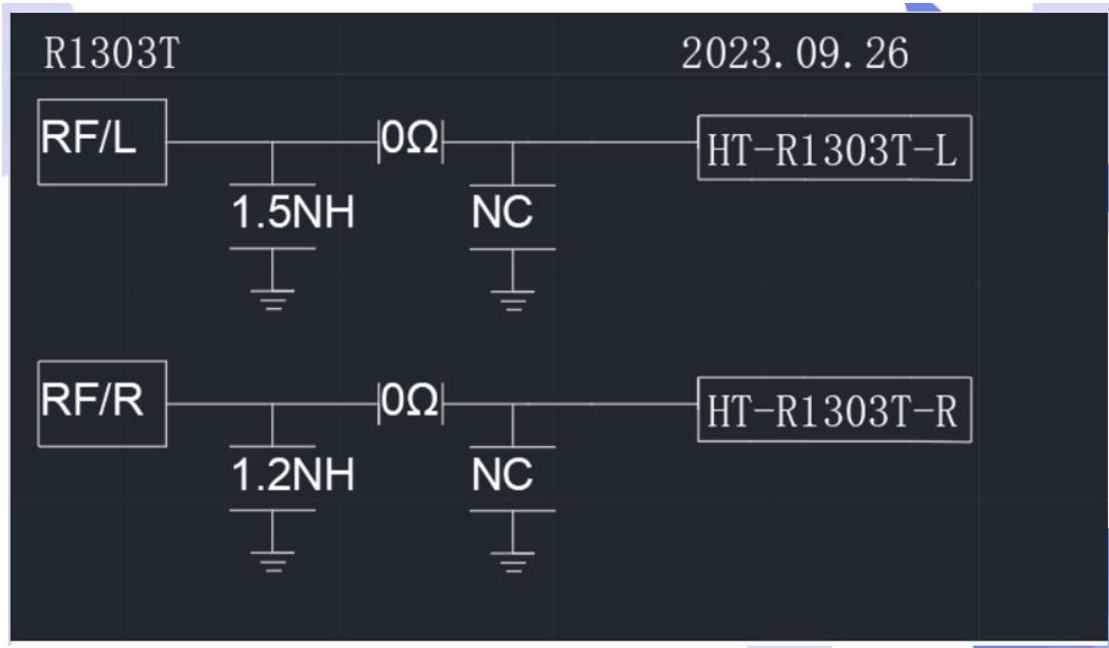 R1303T 2023.09.26
RF/L |0Ω| HT-R1303T-L
1.5NH NC
RF/R |0Ω| HT-R1303T-R
1.2NH NC